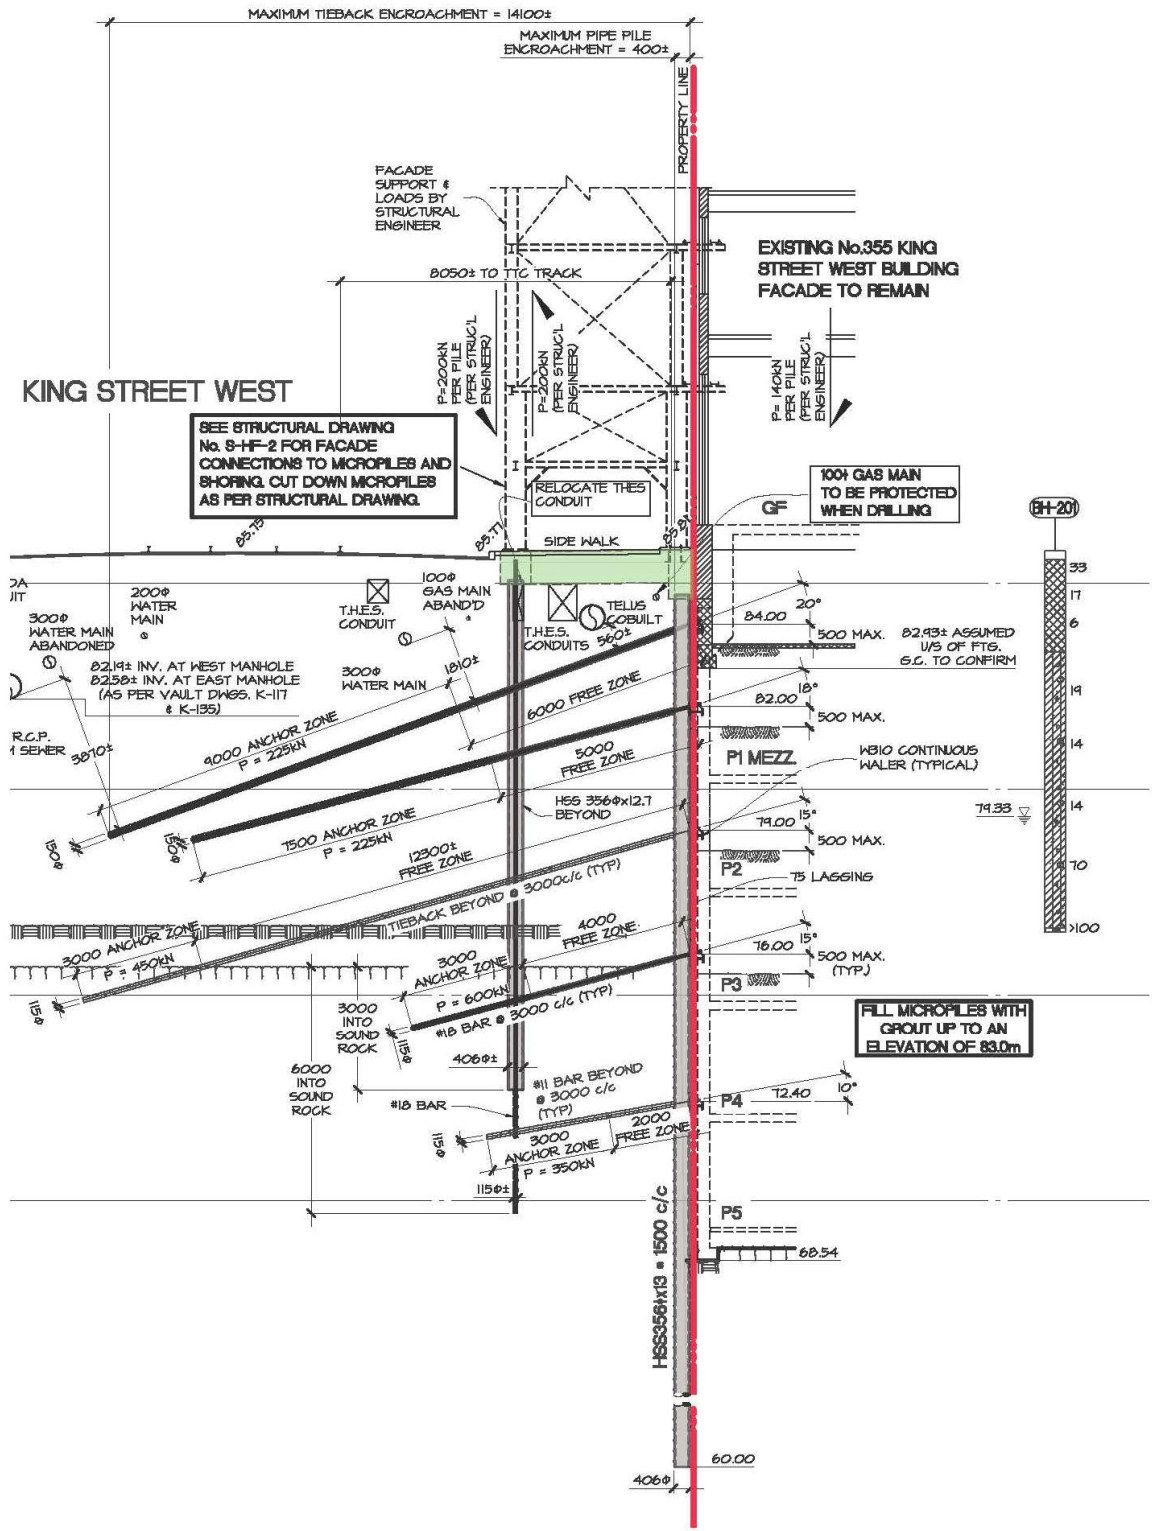 MAXIMUM TIEBACK ENCROACHMENT = 14100±
MAXIMUM PIPE PILE
ENCROACHMENT = 400±
PROPERTY LINE
FACADE
SUPPORT &
LOADS BY
STRUCTURAL
ENGINEER
EXISTING No.355 KING
STREET WEST BUILDING
FACADE TO REMAIN
8050± TO TTC TRACK
P=200kN
PER PILE
(PER STRUC'L
ENGINEER)
P=200kN
(PER STRUC'L
ENGINEER)
P= 140kN
PER PILE
(PER STRUC'L
ENGINEER)
KING STREET WEST
SEE STRUCTURAL DRAWING
No. S-HF-2 FOR FACADE
CONNECTIONS TO MICROPILES AND
SHORING. CUT DOWN MICROPILES
AS PER STRUCTURAL DRAWING.
RELOCATE THES
CONDUIT
100ϕ GAS MAIN
TO BE PROTECTED
WHEN DRILLING
GF
BH-201
85.75
85.77
SIDE WALK
85.81
33
17
6
19
14
14
70
>100
200ϕ
WATER
MAIN
300ϕ
WATER MAIN
ABANDONED
T.H.E.S.
CONDUIT
100ϕ
GAS MAIN
ABAND'D
T.H.E.S.
CONDUITS
TELUS
COBUILT
560±
84.00
20°
500 MAX.
82.93± ASSUMED
U/S OF FTG.
G.C. TO CONFIRM
82.19± INV. AT WEST MANHOLE
82.58± INV. AT EAST MANHOLE
(AS PER VAULT DWGS. K-117
& K-135)
300ϕ
WATER MAIN
1810±
R.C.P.
SEWER
3870±
9,000 ANCHOR ZONE
P = 225kN
6000 FREE ZONE
18°
82.00
500 MAX.
P1 MEZZ.
W310 CONTINUOUS
WALER (TYPICAL)
5000
FREE ZONE
HSS 356ϕx12.7
BEYOND
7500 ANCHOR ZONE
P = 225kN
150ϕ
150ϕ
12300±
FREE ZONE
15°
79.00
500 MAX.
79.33
P2
75 LAGGING
TIEBACK BEYOND @ 3000c/c (TYP)
3000 ANCHOR ZONE
P = 450kN
115ϕ
4000
FREE ZONE
3000
ANCHOR ZONE
P = 600kN
#18 BAR @ 3000 c/c (TYP)
115ϕ
15°
76.00
500 MAX.
(TYP.)
P3
FILL MICROPILES WITH
GROUT UP TO AN
ELEVATION OF 83.0m
3000
INTO
SOUND
ROCK
6000
INTO
SOUND
ROCK
406ϕ±
#18 BAR
#11 BAR BEYOND
@ 3000 c/c
(TYP)
10°
72.40
P4
115ϕ
2000
FREE ZONE
3000
ANCHOR ZONE
P = 350kN
115ϕ±
P5
68.54
HSS356ϕx13 @ 1500 c/c
60.00
406ϕ